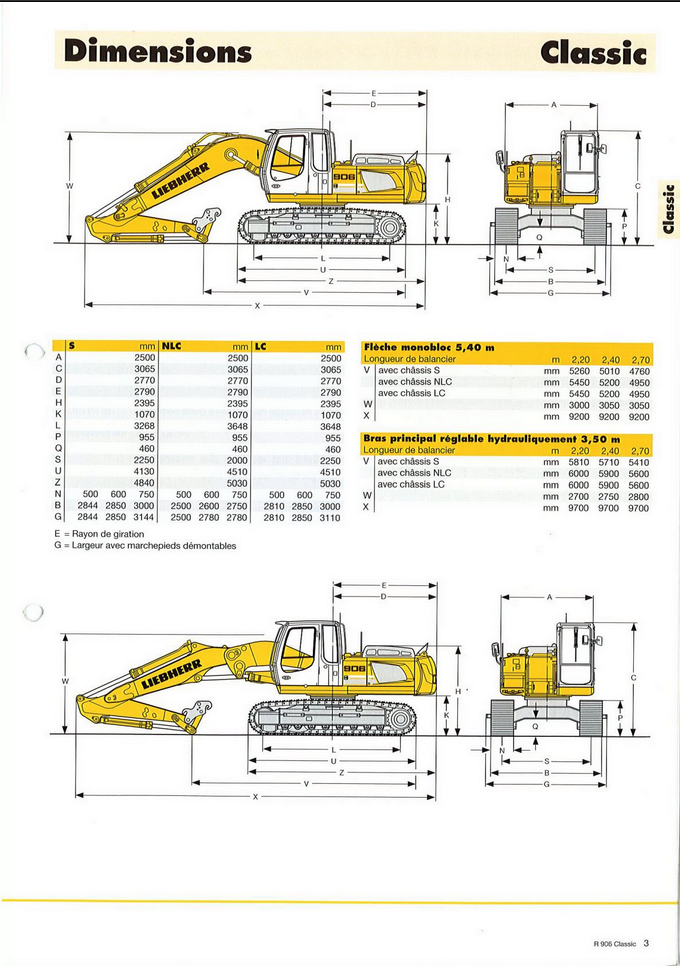 Dimensions Classic
E
D
A
W
LIEBHERR
906
H
K
C
P
Q
L
U
Z
V
X
N
S
B
G
Classic
S mm NLC mm LC mm
A 2500 2500 2500
C 3065 3065 3065
D 2770 2770 2770
E 2790 2790 2790
H 2395 2395 2395
K 1070 1070 1070
L 3268 3648 3648
P 955 955 955
Q 460 460 460
S 2250 2000 2250
U 4130 4510 4510
Z 4840 5030 5030
N 500 600 750 500 600 750 500 600 750
B 2844 2850 3000 2500 2600 2750 2810 2850 3000
G 2844 2850 3144 2500 2780 2780 2810 2850 3110
E = Rayon de giration
G = Largeur avec marchepieds démontables
Flèche monobloc 5,40 m
Longueur de balancier m 2,20 2,40 2,70
V avec châssis S mm 5260 5010 4760
avec châssis NLC mm 5450 5200 4950
avec châssis LC mm 5450 5200 4950
W mm 3000 3050 3050
X mm 9200 9200 9200
Bras principal réglable hydrauliquement 3,50 m
Longueur de balancier m 2,20 2,40 2,70
V avec châssis S mm 5810 5710 5410
avec châssis NLC mm 6000 5900 5600
avec châssis LC mm 6000 5900 5600
W mm 2700 2750 2800
X mm 9700 9700 9700
E
D
A
W
LIEBHERR
906
H
K
C
P
Q
L
U
Z
V
X
N
S
B
G
R 906 Classic 3